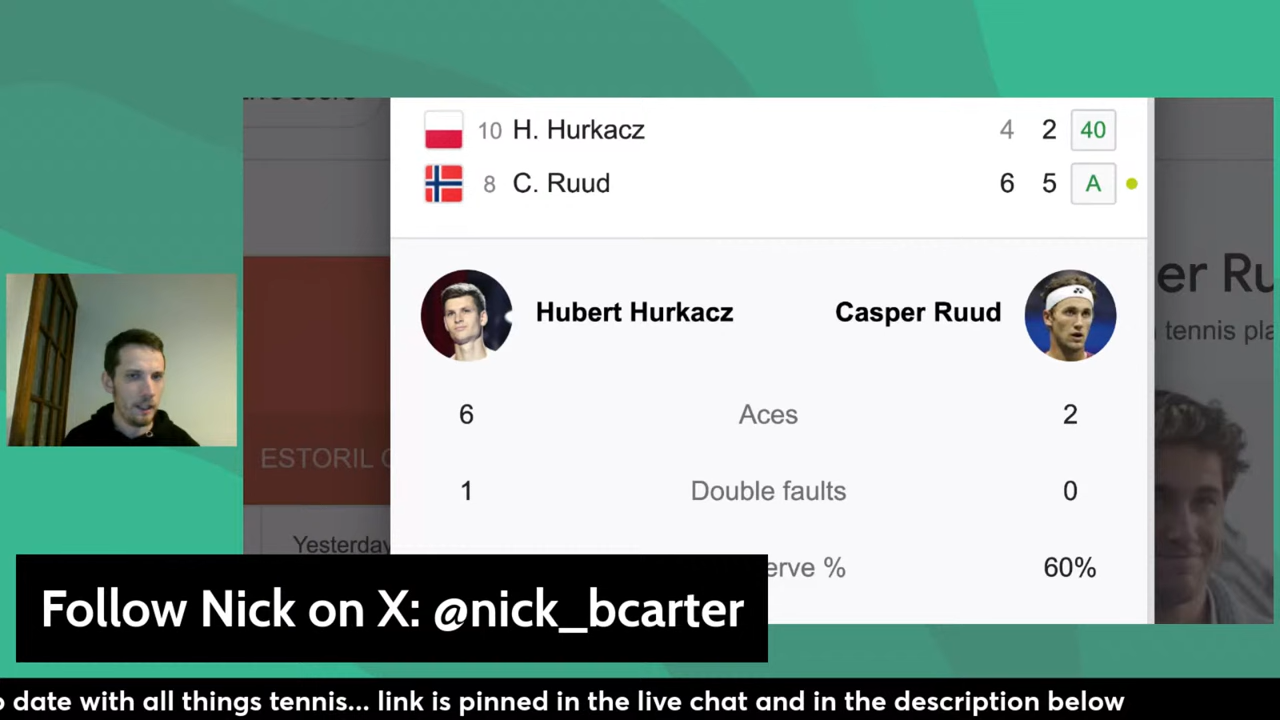 10 H. Hurkacz 4 2 40
8 C. Ruud 6 5 A
er Ru
Hubert Hurkacz Casper Ruud
tennis pla
6 Aces 2
ESTORIL
1 Double faults 0
Yesterday
erve % 60%
Follow Nick on X: @nick_bcarter
o date with all things tennis... link is pinned in the live chat and in the description below